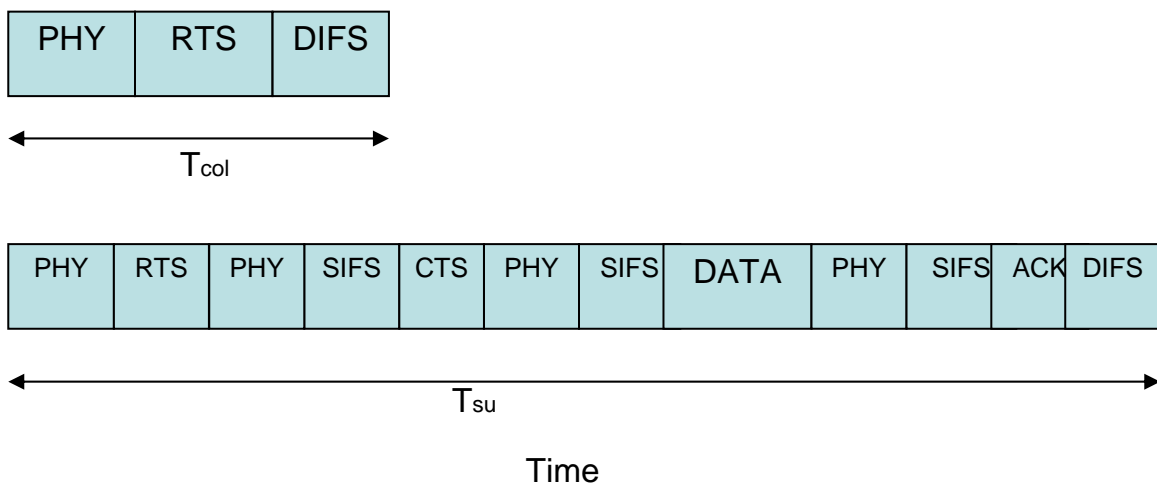 PHY RTS DIFS
Tcol
PHY RTS PHY SIFS CTS PHY SIFS DATA PHY SIFS ACK DIFS
Tsu
Time